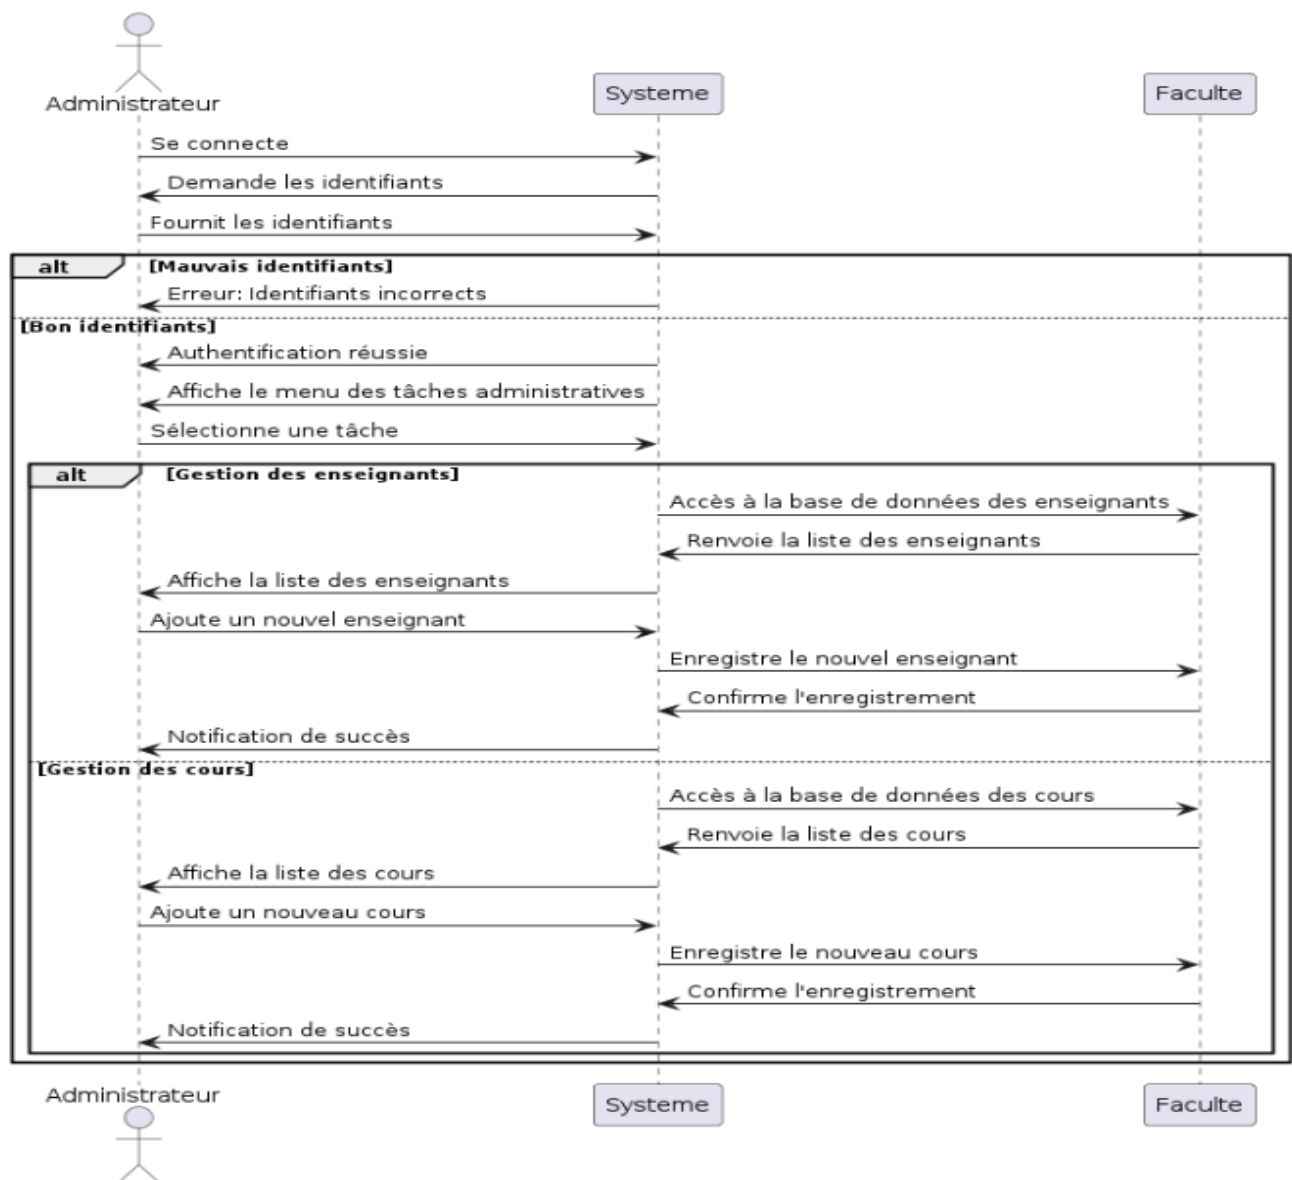 Administrateur
Systeme
Faculte
Se connecte
Demande les identifiants
Fournit les identifiants
alt [Mauvais identifiants]
Erreur: Identifiants incorrects
[Bon identifiants]
Authentification réussie
Affiche le menu des tâches administratives
Sélectionne une tâche
alt [Gestion des enseignants]
Accès à la base de données des enseignants
Renvoie la liste des enseignants
Affiche la liste des enseignants
Ajoute un nouvel enseignant
Enregistre le nouvel enseignant
Confirme l'enregistrement
Notification de succès
[Gestion des cours]
Accès à la base de données des cours
Renvoie la liste des cours
Affiche la liste des cours
Ajoute un nouveau cours
Enregistre le nouveau cours
Confirme l'enregistrement
Notification de succès
Administrateur
Systeme
Faculte